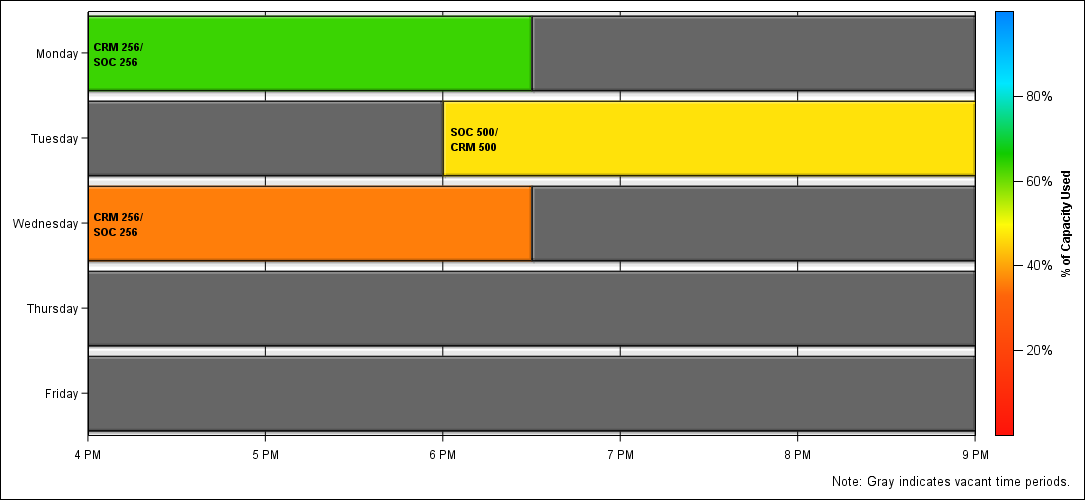 Monday
CRM 256/
SOC 256
Tuesday
SOC 500/
CRM 500
Wednesday
CRM 256/
SOC 256
Thursday
Friday
4 PM
5 PM
6 PM
7 PM
8 PM
9 PM
80%
60%
40%
20%
% of Capacity Used
Note: Gray indicates vacant time periods.